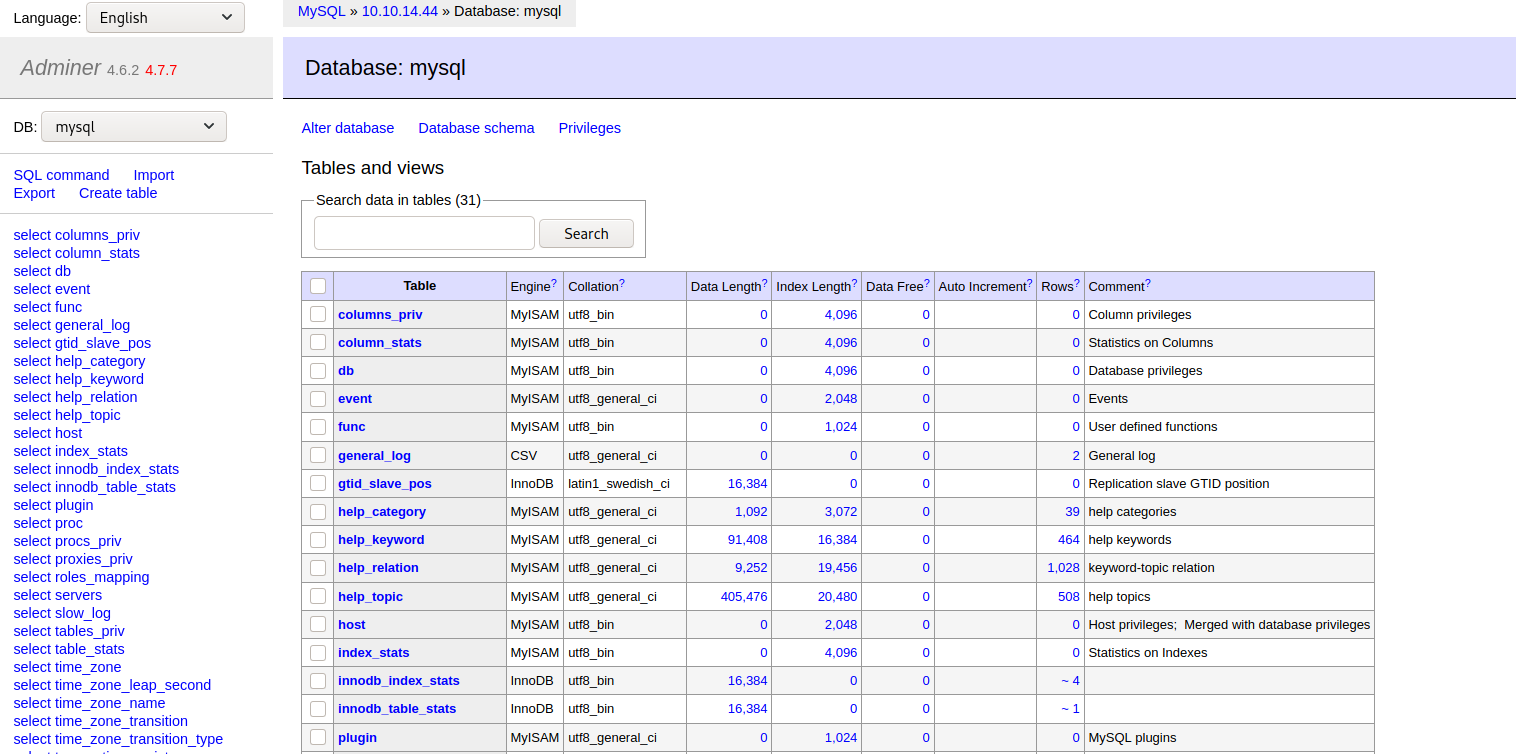 Language: English
Adminer 4.6.2 4.7.7
DB: mysql
SQL command Import
Export Create table
select columns_priv
select column_stats
select db
select event
select func
select general_log
select gtid_slave_pos
select help_category
select help_keyword
select help_relation
select help_topic
select host
select index_stats
select innodb_index_stats
select innodb_table_stats
select plugin
select proc
select procs_priv
select proxies_priv
select roles_mapping
select servers
select slow_log
select tables_priv
select table_stats
select time_zone
select time_zone_leap_second
select time_zone_name
select time_zone_transition
select time_zone_transition_type
MySQL » 10.10.14.44 » Database: mysql
Database: mysql
Alter database Database schema Privileges
Tables and views
Search data in tables (31)
Search
Table Engine? Collation? Data Length? Index Length? Data Free? Auto Increment? Rows? Comment?
columns_priv MyISAM utf8_bin 0 4,096 0 0 Column privileges
column_stats MyISAM utf8_bin 0 4,096 0 0 Statistics on Columns
db MyISAM utf8_bin 0 4,096 0 0 Database privileges
event MyISAM utf8_general_ci 0 2,048 0 0 Events
func MyISAM utf8_bin 0 1,024 0 0 User defined functions
general_log CSV utf8_general_ci 0 0 0 2 General log
gtid_slave_pos InnoDB latin1_swedish_ci 16,384 0 0 0 Replication slave GTID position
help_category MyISAM utf8_general_ci 1,092 3,072 0 39 help categories
help_keyword MyISAM utf8_general_ci 91,408 16,384 0 464 help keywords
help_relation MyISAM utf8_general_ci 9,252 19,456 0 1,028 keyword-topic relation
help_topic MyISAM utf8_general_ci 405,476 20,480 0 508 help topics
host MyISAM utf8_bin 0 2,048 0 0 Host privileges;  Merged with database privileges
index_stats MyISAM utf8_bin 0 4,096 0 0 Statistics on Indexes
innodb_index_stats InnoDB utf8_bin 16,384 0 0 ~ 4
innodb_table_stats InnoDB utf8_bin 16,384 0 0 ~ 1
plugin MyISAM utf8_general_ci 0 1,024 0 0 MySQL plugins